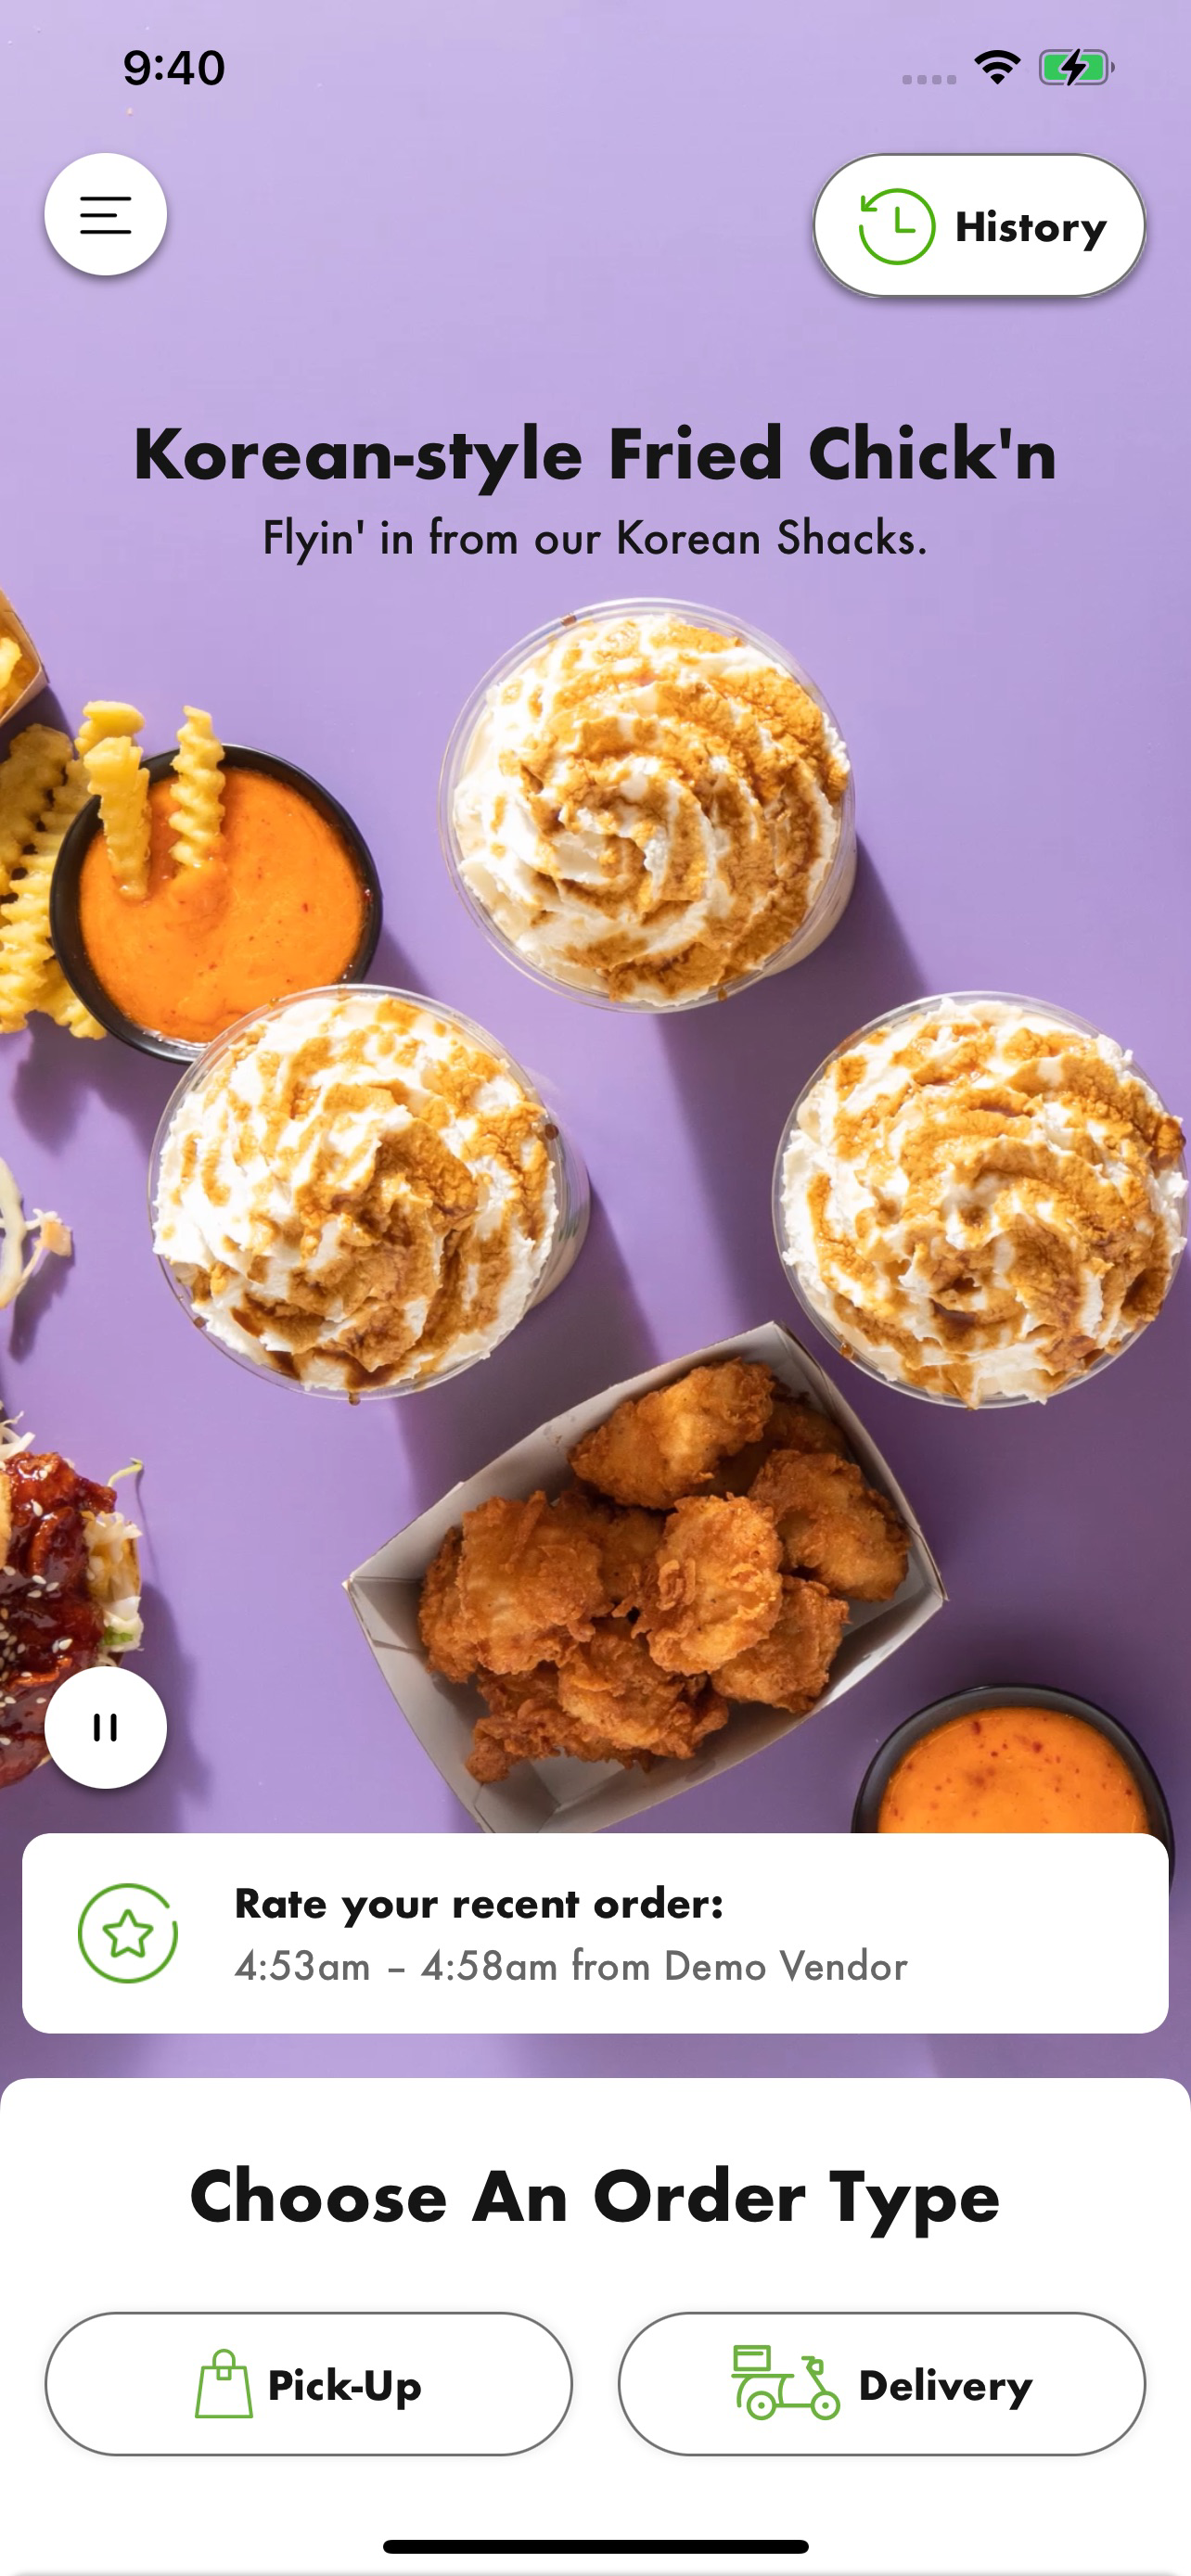 9:40
History
Korean-style Fried Chick'n
Flyin' in from our Korean Shacks.
Rate your recent order:
4:53am – 4:58am from Demo Vendor
Choose An Order Type
Pick-Up
Delivery